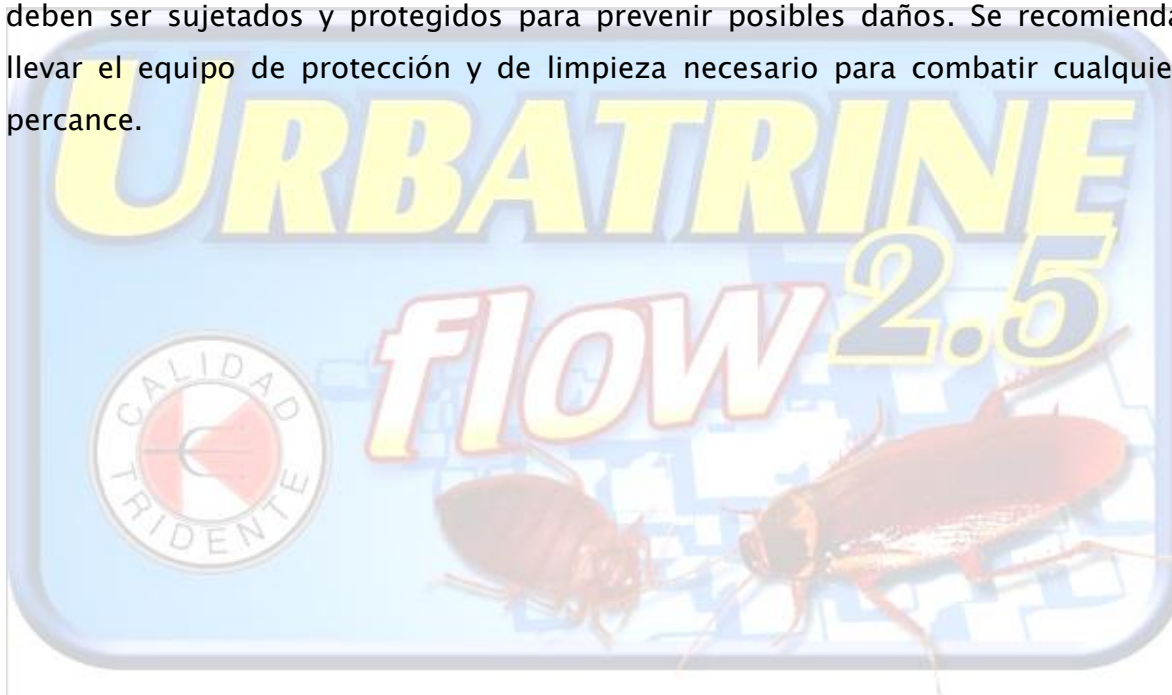 deben ser sujetados y protegidos para prevenir posibles daños. Se recomienda
llevar el equipo de protección y de limpieza necesario para combatir cualquie
percance.
URBATRINE
flow 2.5
CALIDAD
TRIDENTE